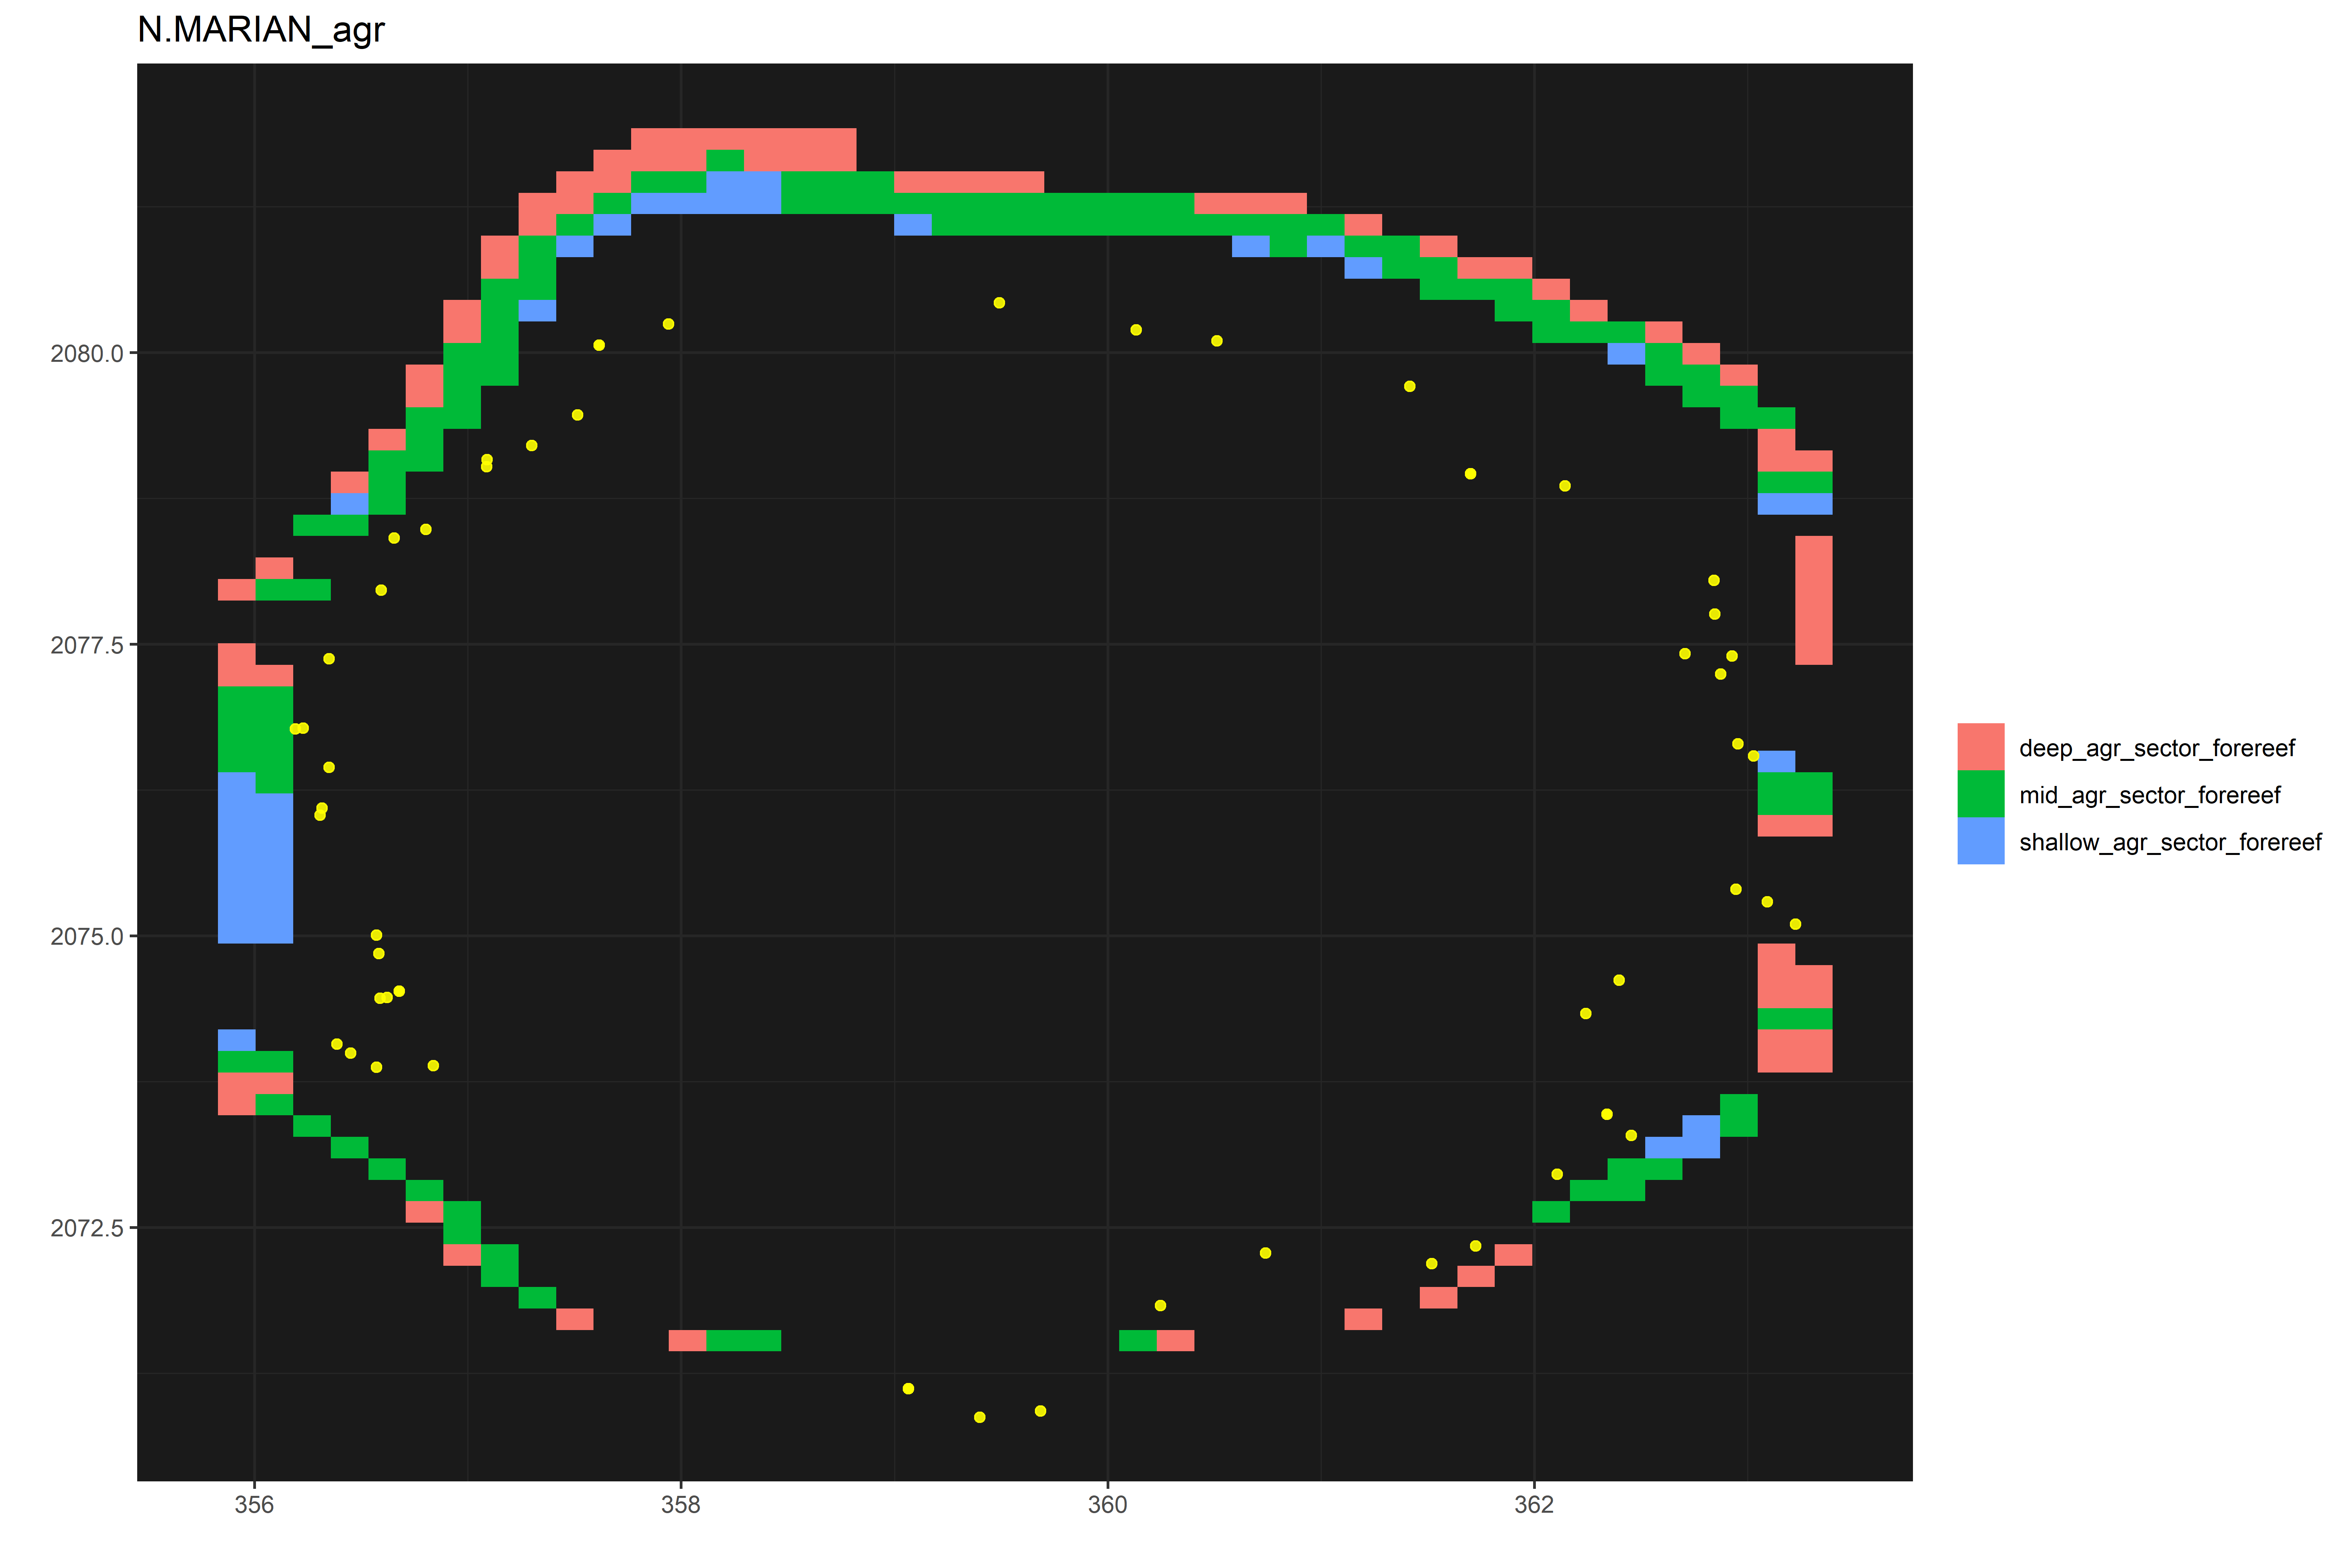 N.MARIAN_agr
2080.0
2077.5
2075.0
2072.5
356
358
360
362
deep_agr_sector_forereef
mid_agr_sector_forereef
shallow_agr_sector_forereef